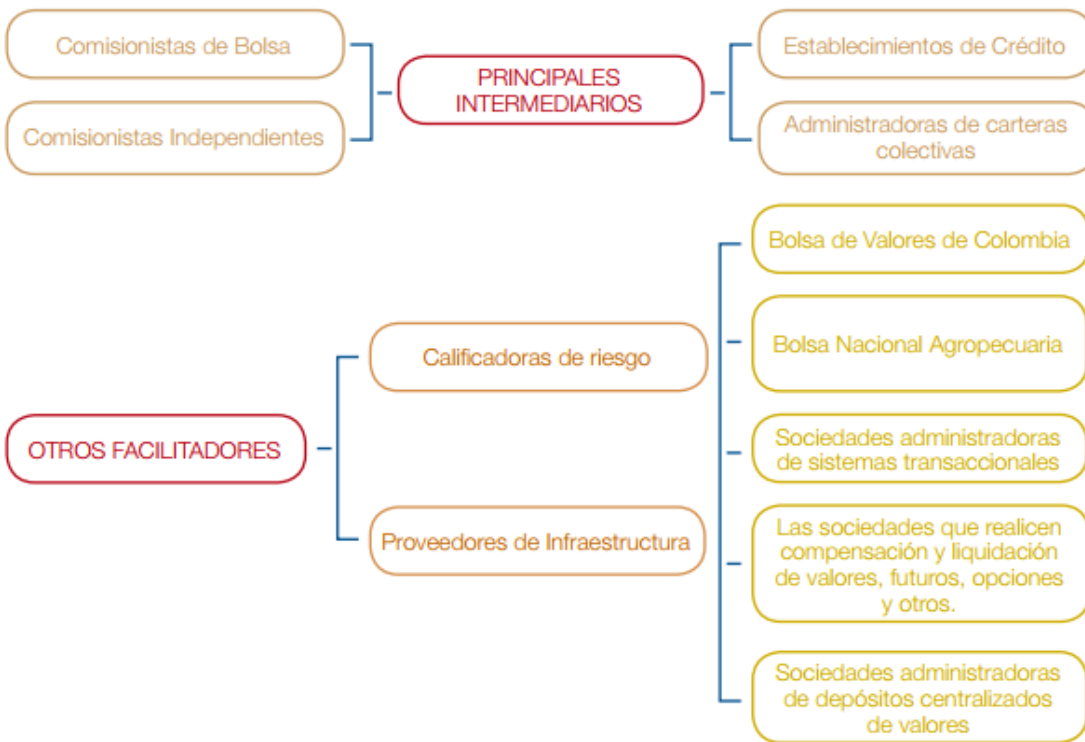 Comisionistas de Bolsa
Comisionistas Independientes
PRINCIPALES
INTERMEDIARIOS
Establecimientos de Crédito
Administradoras de carteras
colectivas
OTROS FACILITADORES
Calificadoras de riesgo
Proveedores de Infraestructura
Bolsa de Valores de Colombia
Bolsa Nacional Agropecuaria
Sociedades administradoras
de sistemas transaccionales
Las sociedades que realicen
compensación y liquidación
de valores, futuros, opciones
y otros.
Sociedades administradoras
de depósitos centralizados
de valores